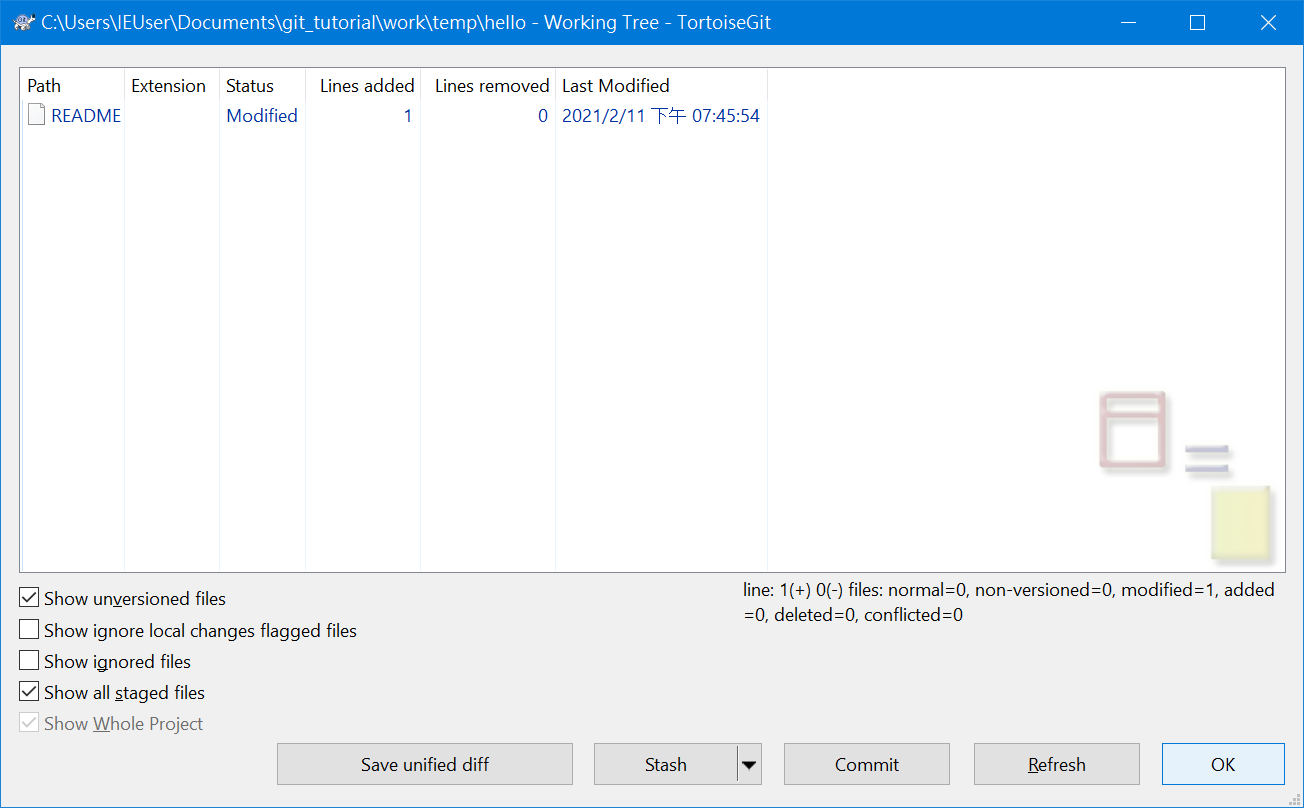 C:\Users\IEUser\Documents\git_tutorial\work\temp\hello - Working Tree - TortoiseGit
Path Extension Status Lines added Lines removed Last Modified
README Modified 1 0 2021/2/11 下午 07:45:54
line: 1(+) 0(-) files: normal=0, non-versioned=0, modified=1, added
=0, deleted=0, conflicted=0
Show unversioned files
Show ignore local changes flagged files
Show ignored files
Show all staged files
Show Whole Project
Save unified diff Stash Commit Refresh OK